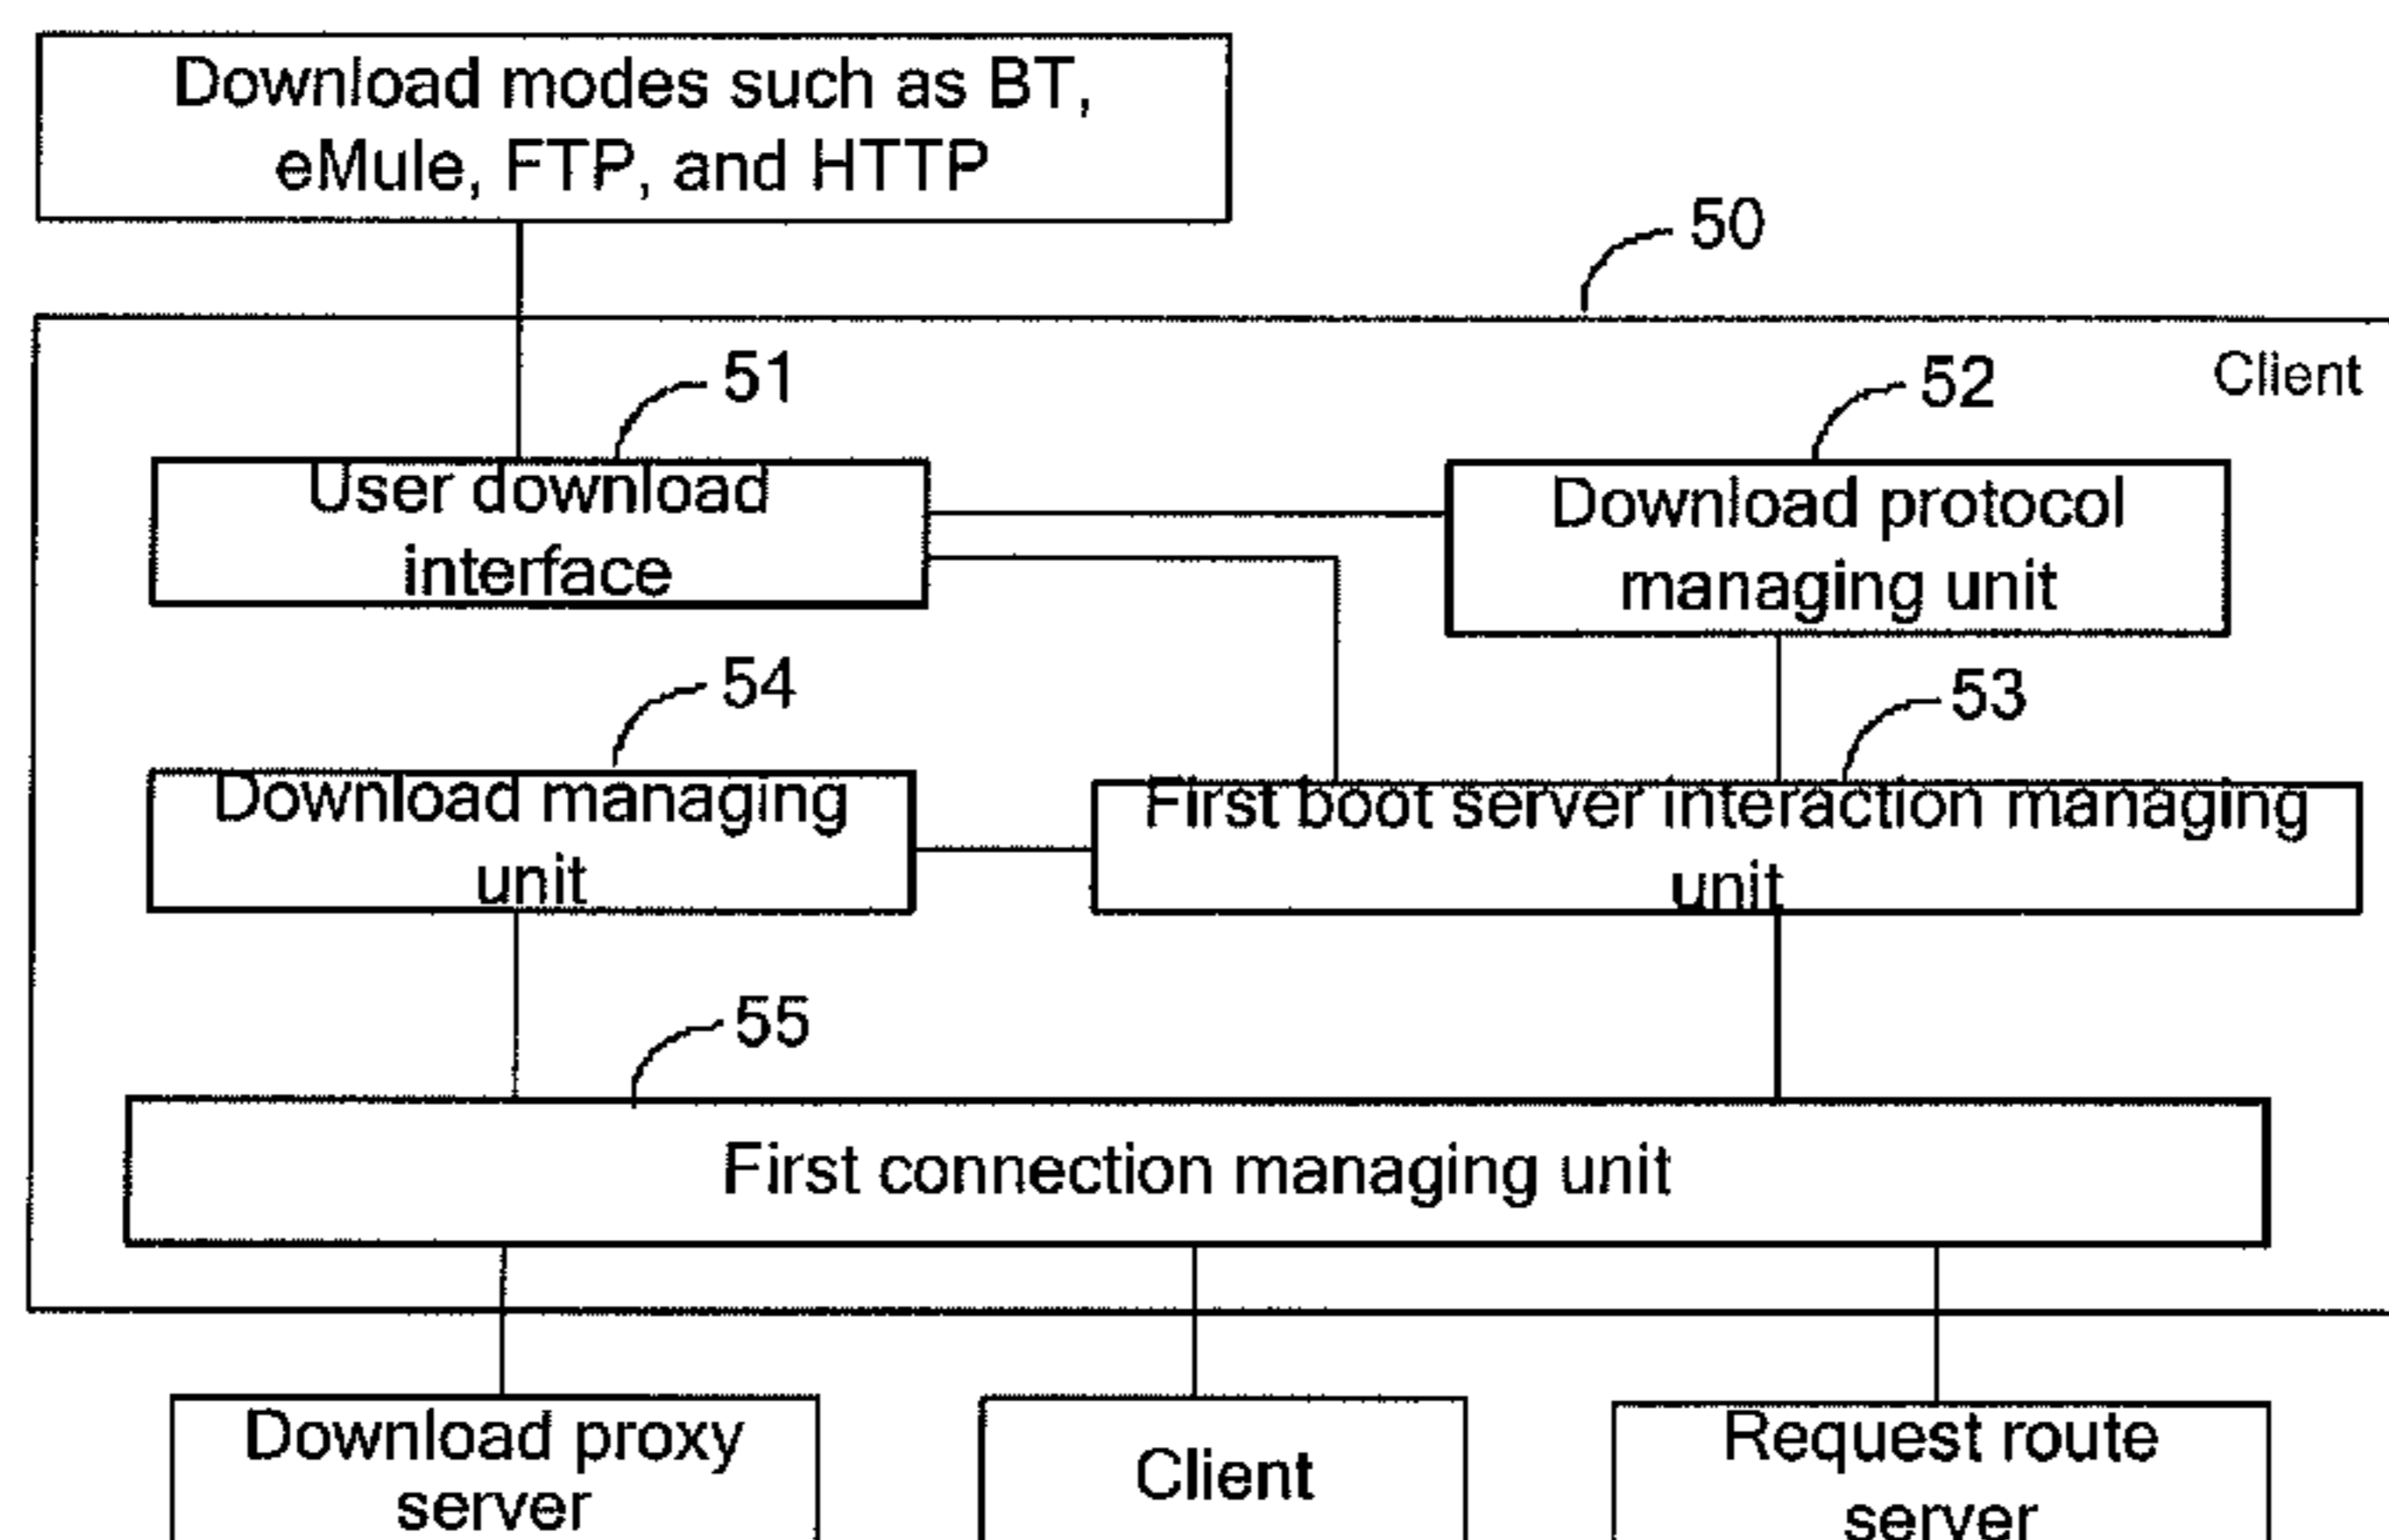 Download modes such as BT,
eMule, FTP, and HTTP
50
Client
51
52
User download
interface
Download protocol
managing unit
54
53
Download managing
unit
First boot server interaction managing
unit
55
First connection managing unit
Download proxy
server
Client
Request route
server